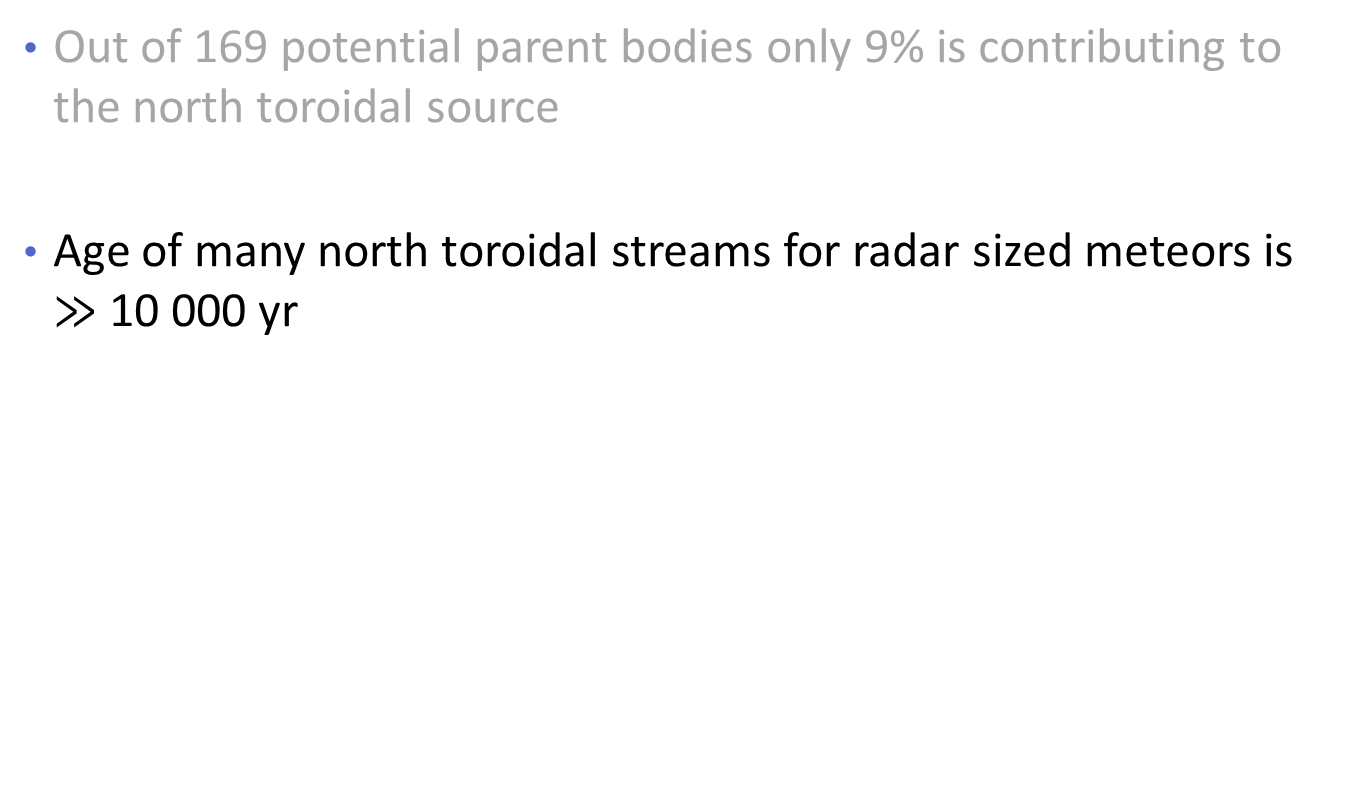 • Out of 169 potential parent bodies only 9% is contributing to
the north toroidal source
• Age of many north toroidal streams for radar sized meteors is
≫ 10 000 yr